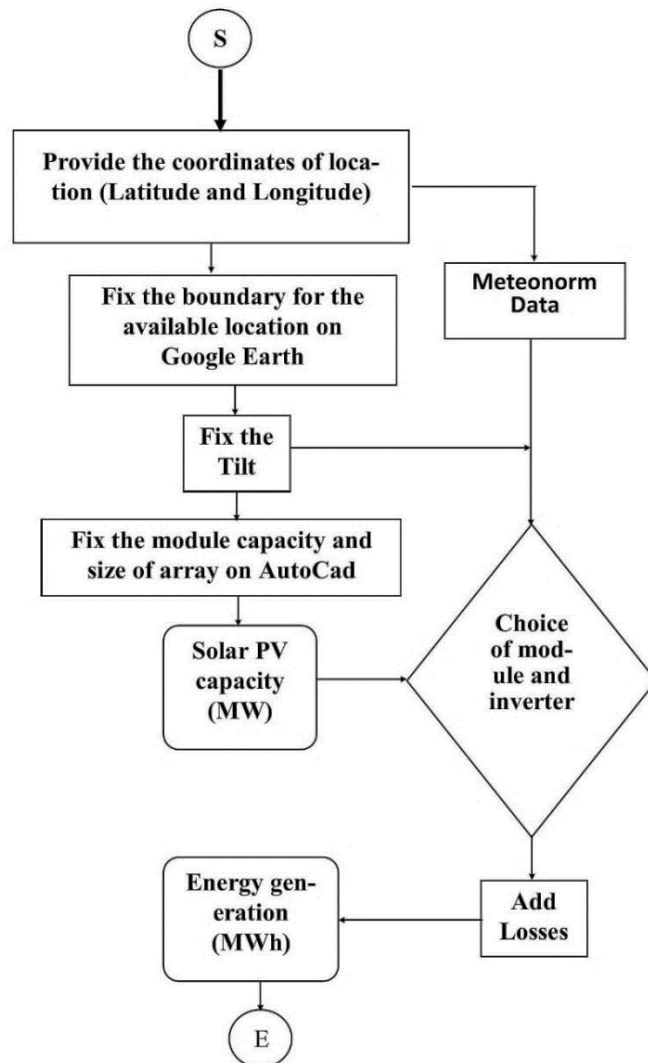 S
Provide the coordinates of loca-
tion (Latitude and Longitude)
Meteonorm
Data
Fix the boundary for the
available location on
Google Earth
Fix the
Tilt
Fix the module capacity and
size of array on AutoCad
Solar PV
capacity
(MW)
Choice
of mod-
ule and
inverter
Energy gen-
eration
(MWh)
Add
Losses
E